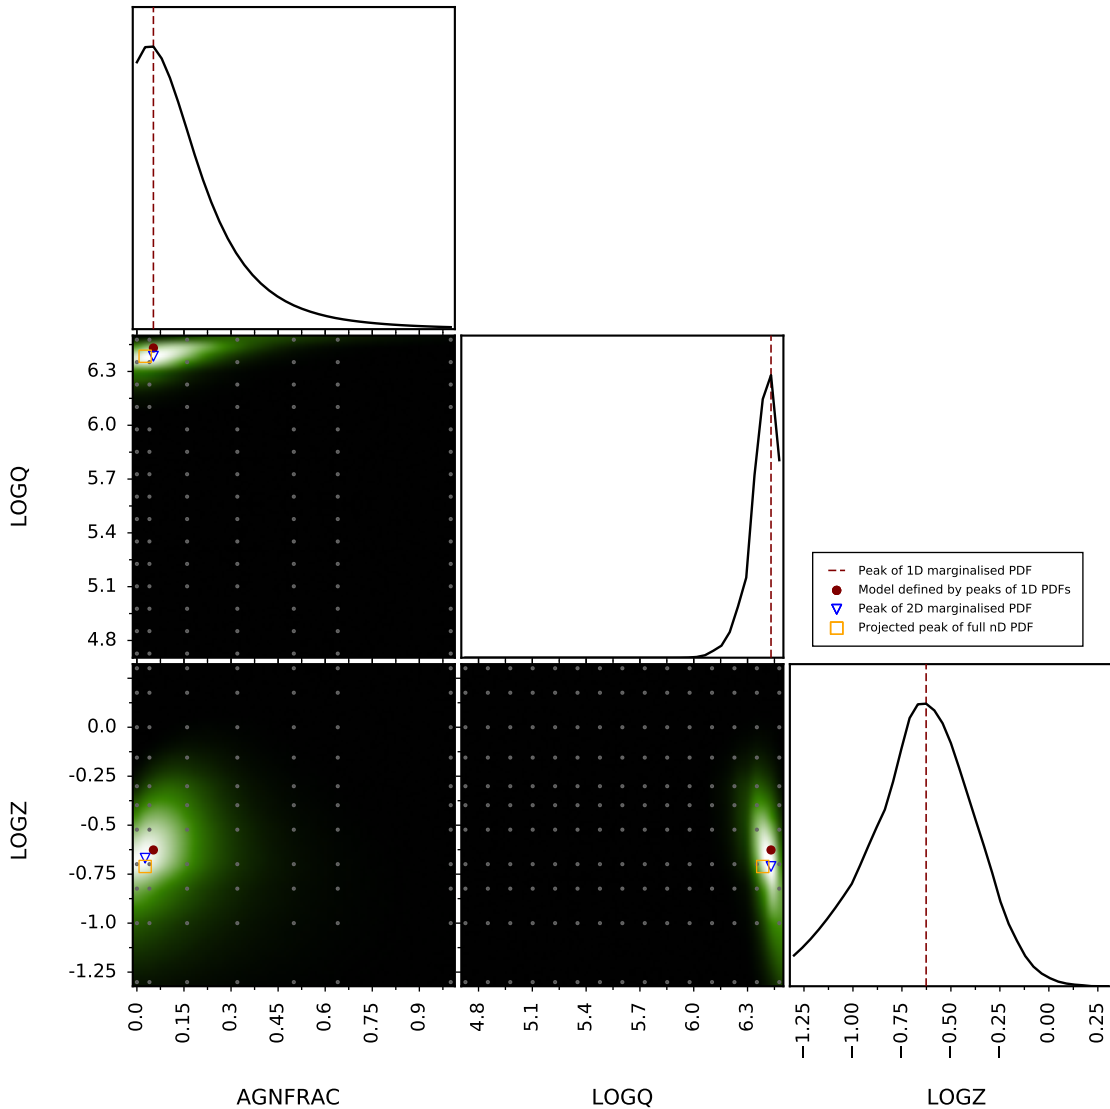 LOGQ
6.3
6.0
5.7
5.4
5.1
4.8
Peak of 1D marginalised PDF
Model defined by peaks of 1D PDFs
Peak of 2D marginalised PDF
Projected peak of full nD PDF
LOGZ
0.0
-0.25
-0.5
-0.75
-1.0
-1.25
0.0 0.15 0.3 0.45 0.6 0.75 0.9
4.8 5.1 5.4 5.7 6.0 6.3
−1.25 −1.00 −0.75 −0.50 −0.25 0.00 0.25
AGNFRAC LOGQ LOGZ